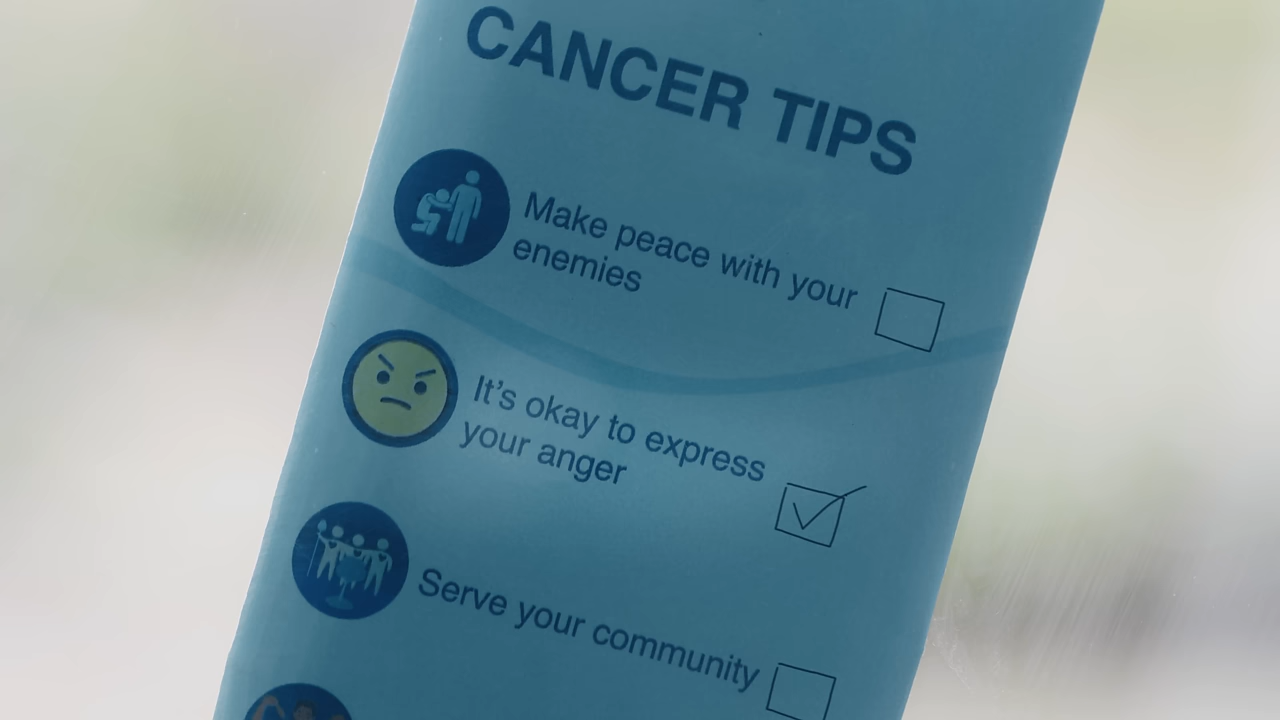 CANCER TIPS
Make peace with your
enemies
It's okay to express
your anger
Serve your community